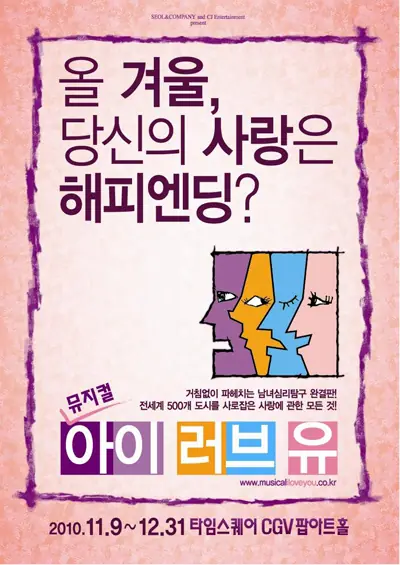 SEOL&COMPANY and CJ Entertainment
present
올 겨울,
당신의 사랑은
해피엔딩?
거침없이 파헤치는 남녀심리탐구 완결판!
전세계 500개 도시를 사로잡은 사랑에 관한 모든 것!
뮤지컬
아이 러브 유
www.musicaliloveyou.co.kr
2010.11.9~12.31 타임스퀘어 CGV팝아트홀